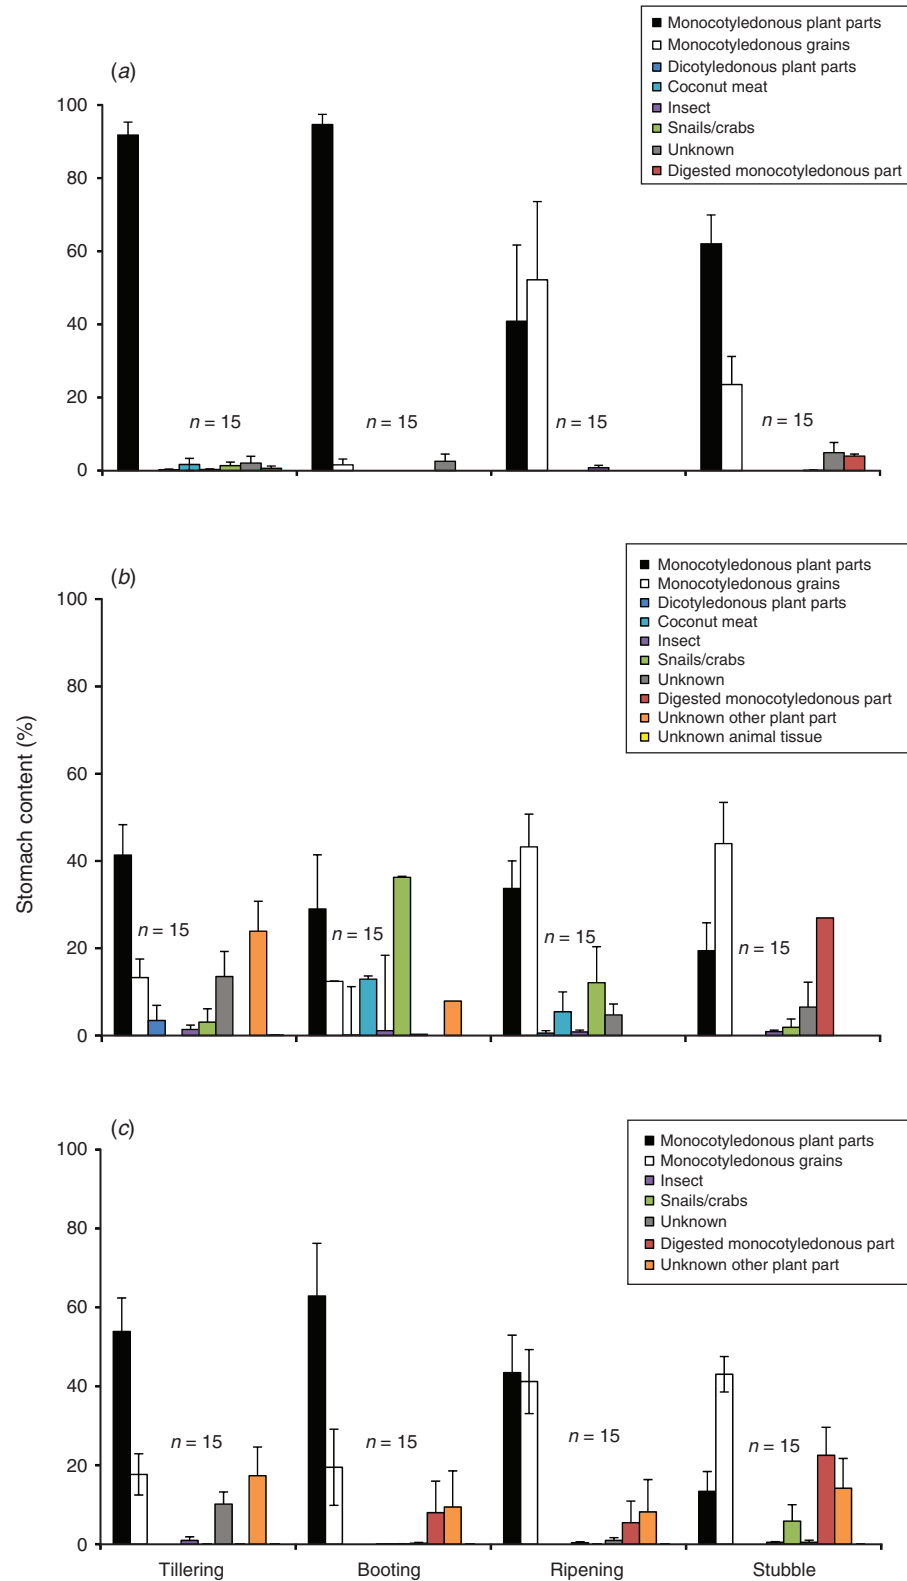 (a)
Monocotyledonous plant parts
Monocotyledonous grains
Dicotyledonous plant parts
Coconut meat
Insect
Snails/crabs
Unknown
Digested monocotyledonous part
100
80
60
40
20
0
n = 15
n = 15
n = 15
n = 15
(b)
Monocotyledonous plant parts
Monocotyledonous grains
Dicotyledonous plant parts
Coconut meat
Insect
Snails/crabs
Unknown
Digested monocotyledonous part
Unknown other plant part
Unknown animal tissue
Stomach content (%)
100
80
60
40
20
0
n = 15
n = 15
n = 15
n = 15
(c)
Monocotyledonous plant parts
Monocotyledonous grains
Insect
Snails/crabs
Unknown
Digested monocotyledonous part
Unknown other plant part
100
80
60
40
20
0
n = 15
n = 15
n = 15
n = 15
Tillering
Booting
Ripening
Stubble